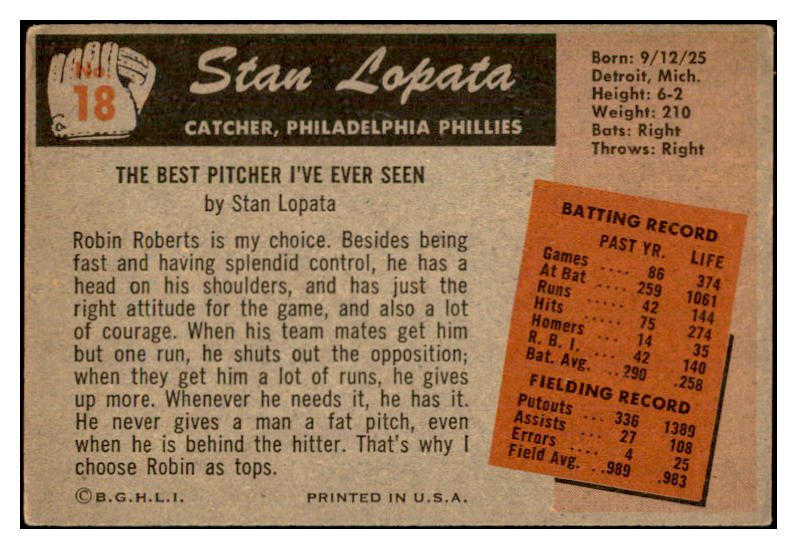 No.
18
Stan Lopata
CATCHER, PHILADELPHIA PHILLIES
Born: 9/12/25
Detroit, Mich.
Height: 6-2
Weight: 210
Bats: Right
Throws: Right
THE BEST PITCHER I'VE EVER SEEN
by Stan Lopata
Robin Roberts is my choice. Besides being
fast and having splendid control, he has a
head on his shoulders, and has just the
right attitude for the game, and also a lot
of courage. When his team mates get him
but one run, he shuts out the opposition;
when they get him a lot of runs, he gives
up more. Whenever he needs it, he has it.
He never gives a man a fat pitch, even
when he is behind the hitter. That's why I
choose Robin as tops.
BATTING RECORD
PAST YR. LIFE
Games .... 86 374
At Bat .... 259 1061
Runs ..... 42 144
Hits ..... 75 274
Homers ... 14 35
R. B. I. ... 42 140
Bat. Avg. ..290 .258
FIELDING RECORD
Putouts ... 336 1389
Assists ... 27 108
Errors .... 4 25
Field Avg. ..989 .983
©B.G.H.L.I. PRINTED IN U.S.A.